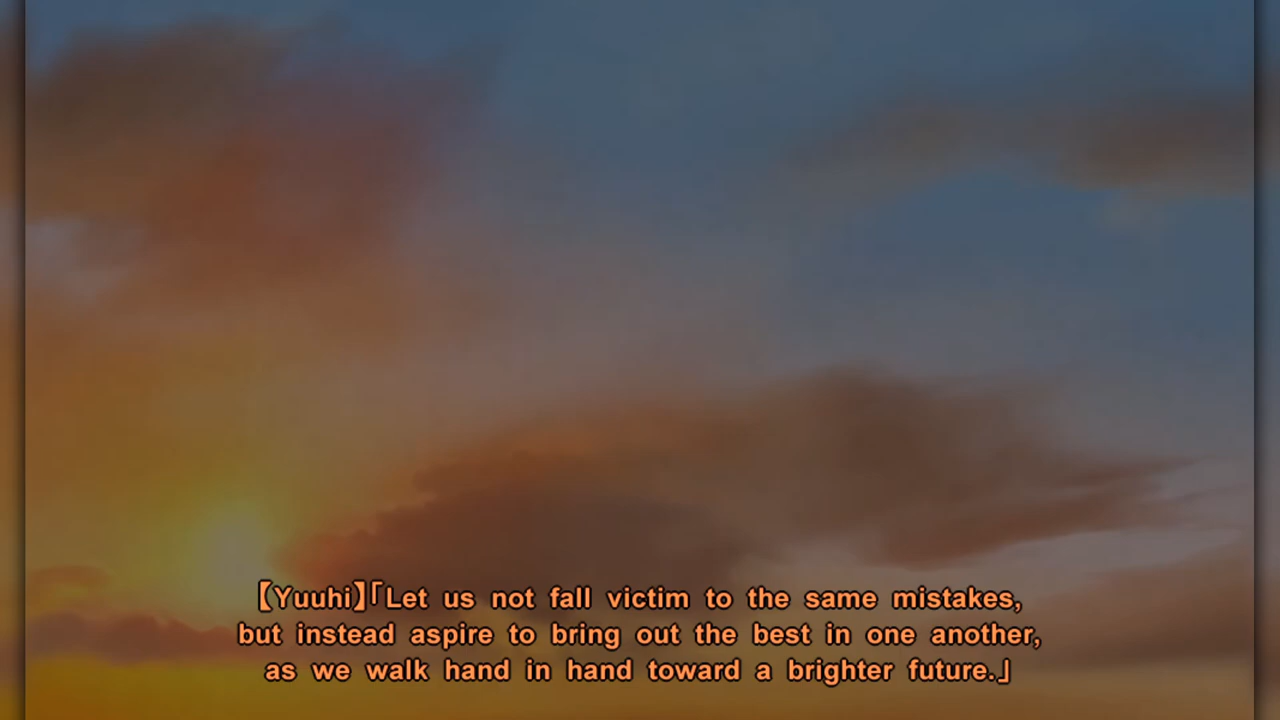 【Yuuhi】「Let us not fall victim to the same mistakes,
but instead aspire to bring out the best in one another,
as we walk hand in hand toward a brighter future.」